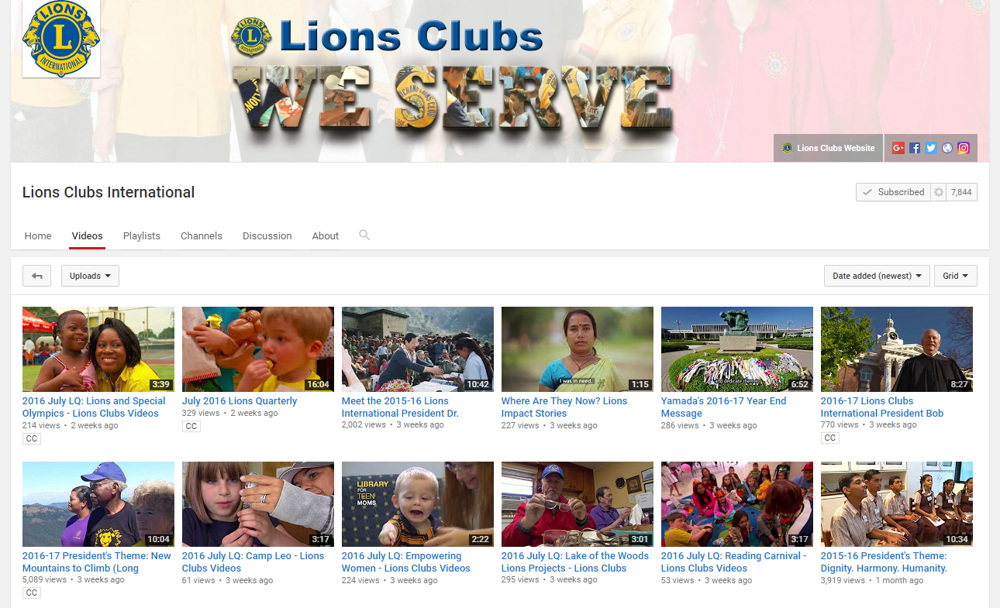 LIONS
L
INTERNATIONAL
LIONS
L
INTERNATIONAL
Lions Clubs
WE SERVE
Lions Clubs Website
G+
Lions Clubs International
Subscribed 7,844
Home Videos Playlists Channels Discussion About
Uploads Date added (newest) Grid
3:39
2016 July LQ: Lions and Special
Olympics - Lions Clubs Videos
214 views • 2 weeks ago
CC
16:04
July 2016 Lions Quarterly
329 views • 2 weeks ago
CC
10:42
Meet the 2015-16 Lions
International President Dr.
2,002 views • 3 weeks ago
I was in need.
1:15
Where Are They Now? Lions
Impact Stories
227 views • 3 weeks ago
and dedicate them to
6:52
Yamada's 2016-17 Year End
Message
286 views • 3 weeks ago
8:27
2016-17 Lions Clubs
International President Bob
770 views • 3 weeks ago
CC
10:04
2016-17 President's Theme: New
Mountains to Climb (Long
5,089 views • 3 weeks ago
CC
3:17
2016 July LQ: Camp Leo - Lions
Clubs Videos
61 views • 3 weeks ago
LIBRARY
FOR
TEEN
MOMS
2:22
2016 July LQ: Empowering
Women - Lions Clubs Videos
224 views • 3 weeks ago
3:01
2016 July LQ: Lake of the Woods
Lions Projects - Lions Clubs
295 views • 3 weeks ago
3:17
2016 July LQ: Reading Carnival -
Lions Clubs Videos
53 views • 3 weeks ago
10:34
2015-16 President's Theme:
Dignity. Harmony. Humanity.
3,919 views • 1 month ago